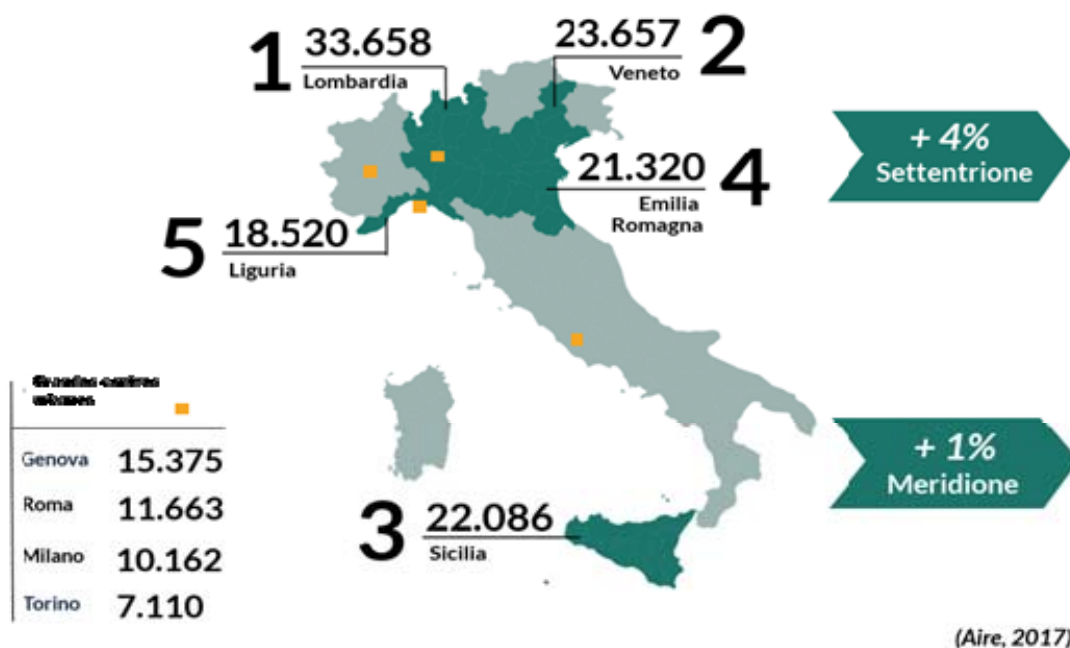 1
33.658
Lombardia
23.657
Veneto
2
+ 4%
Settentrione
21.320
Emilia
Romagna
4
5
18.520
Liguria
Genova 15.375
Roma 11.663
Milano 10.162
Torino 7.110
+ 1%
Meridione
3
22.086
Sicilia
(Aire, 2017)